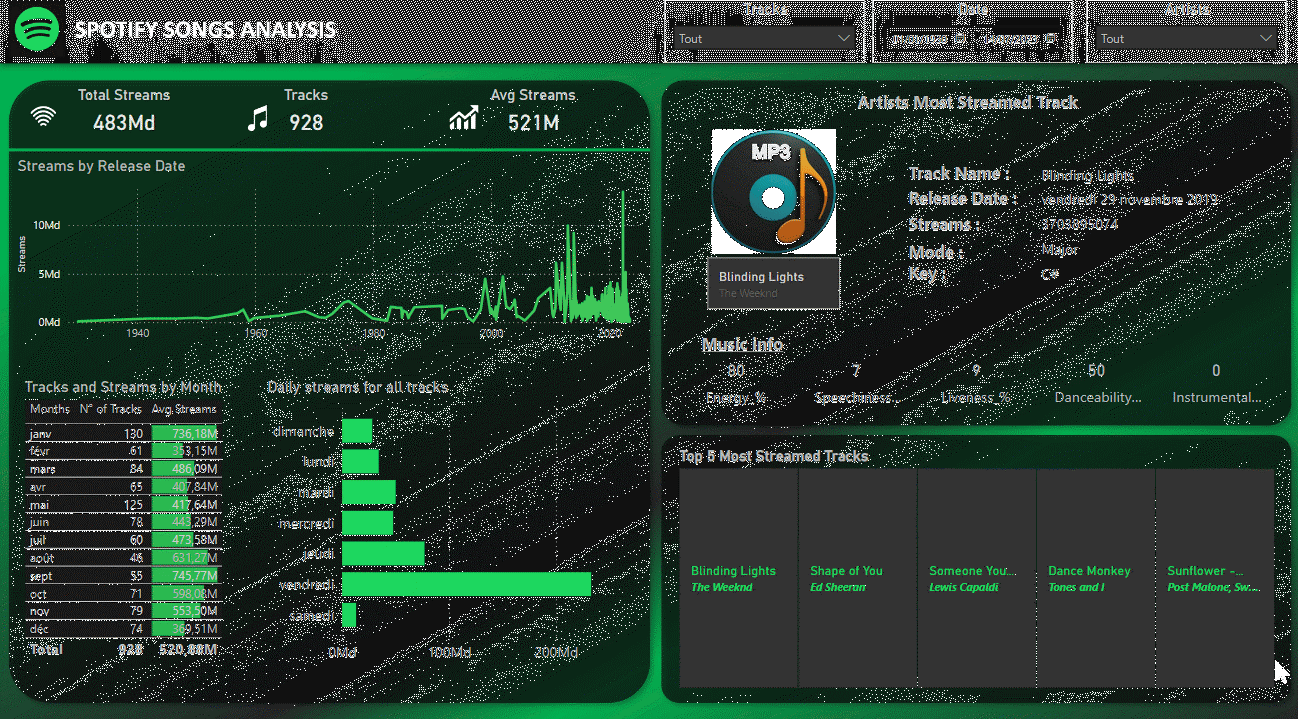 SPOTIFY SONGS ANALYSIS
Tracks
Tout
Date
Artists
Tout
Total Streams
483Md
Tracks
928
Avg Streams
521M
Streams by Release Date
Streams
10Md
5Md
0Md
1940
1960
1980
2000
2020
Tracks and Streams by Month
Months N° of Tracks Avg Streams
janv 130 736,18M
févr 61 353,15M
mars 84 486,09M
avr 65 407,84M
mai 125 417,64M
juin 78 443,29M
juil 60 473,58M
août 46 631,27M
sept 55 745,77M
oct 71 598,08M
nov 79 553,50M
déc 74 369,51M
Total 928 520,88M
Daily streams for all tracks
dimanche
lundi
mardi
mercredi
jeudi
vendredi
samedi
0Md
100Md
200Md
Artists Most Streamed Track
MP3
Blinding Lights
The Weeknd
Track Name : Blinding Lights
Release Date : vendredi 29 novembre 2019
Streams : 3703895074
Mode : Major
Key : C#
Music Info
80
7
9
50
0
Energy_%
Speechiness...
Liveness_%
Danceability...
Instrumental...
Top 5 Most Streamed Tracks
Blinding Lights
The Weeknd
Shape of You
Ed Sheeran
Someone You...
Lewis Capaldi
Dance Monkey
Tones and I
Sunflower -...
Post Malone, Sw...